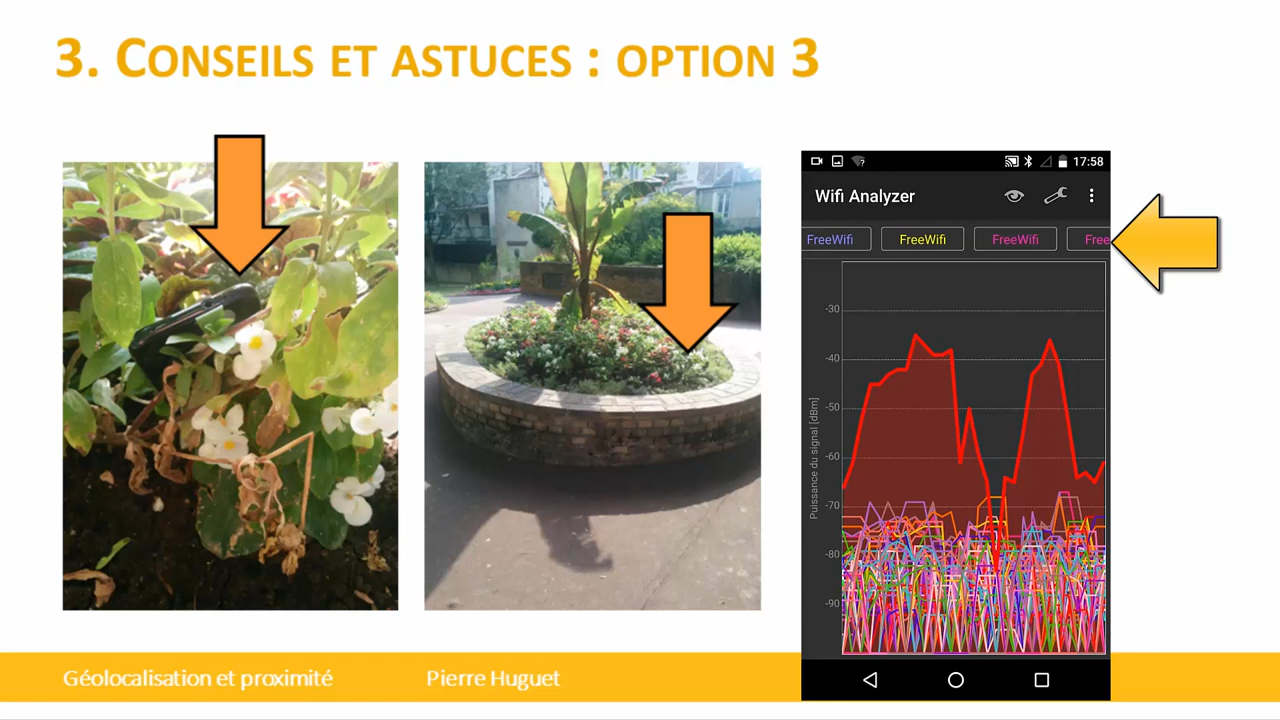 3. CONSEILS ET ASTUCES : OPTION 3
17:58
Wifi Analyzer
FreeWifi FreeWifi FreeWifi Free
Puissance du signal [dBm]
-30
-40
-50
-60
-70
-80
-90
Géolocalisation et proximité Pierre Huguet